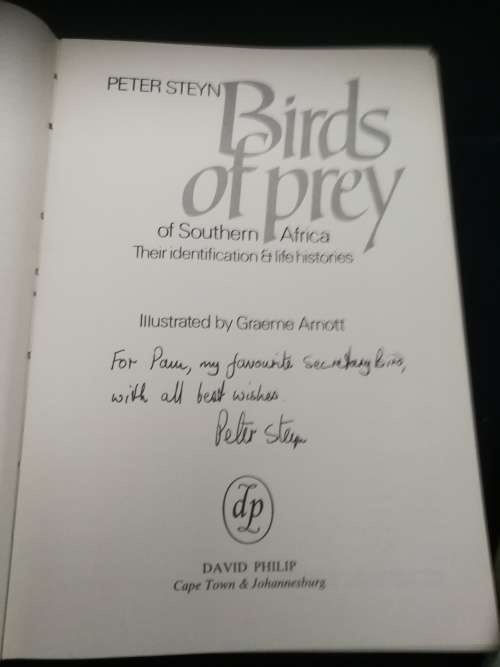 PETER STEYN
Birds
of prey
of Southern Africa
Their identification & life histories
Illustrated by Graeme Arnott
For Pam, my favourite Secretary Bird,
with all best wishes.
Peter Steyn
dp
DAVID PHILIP
Cape Town & Johannesburg